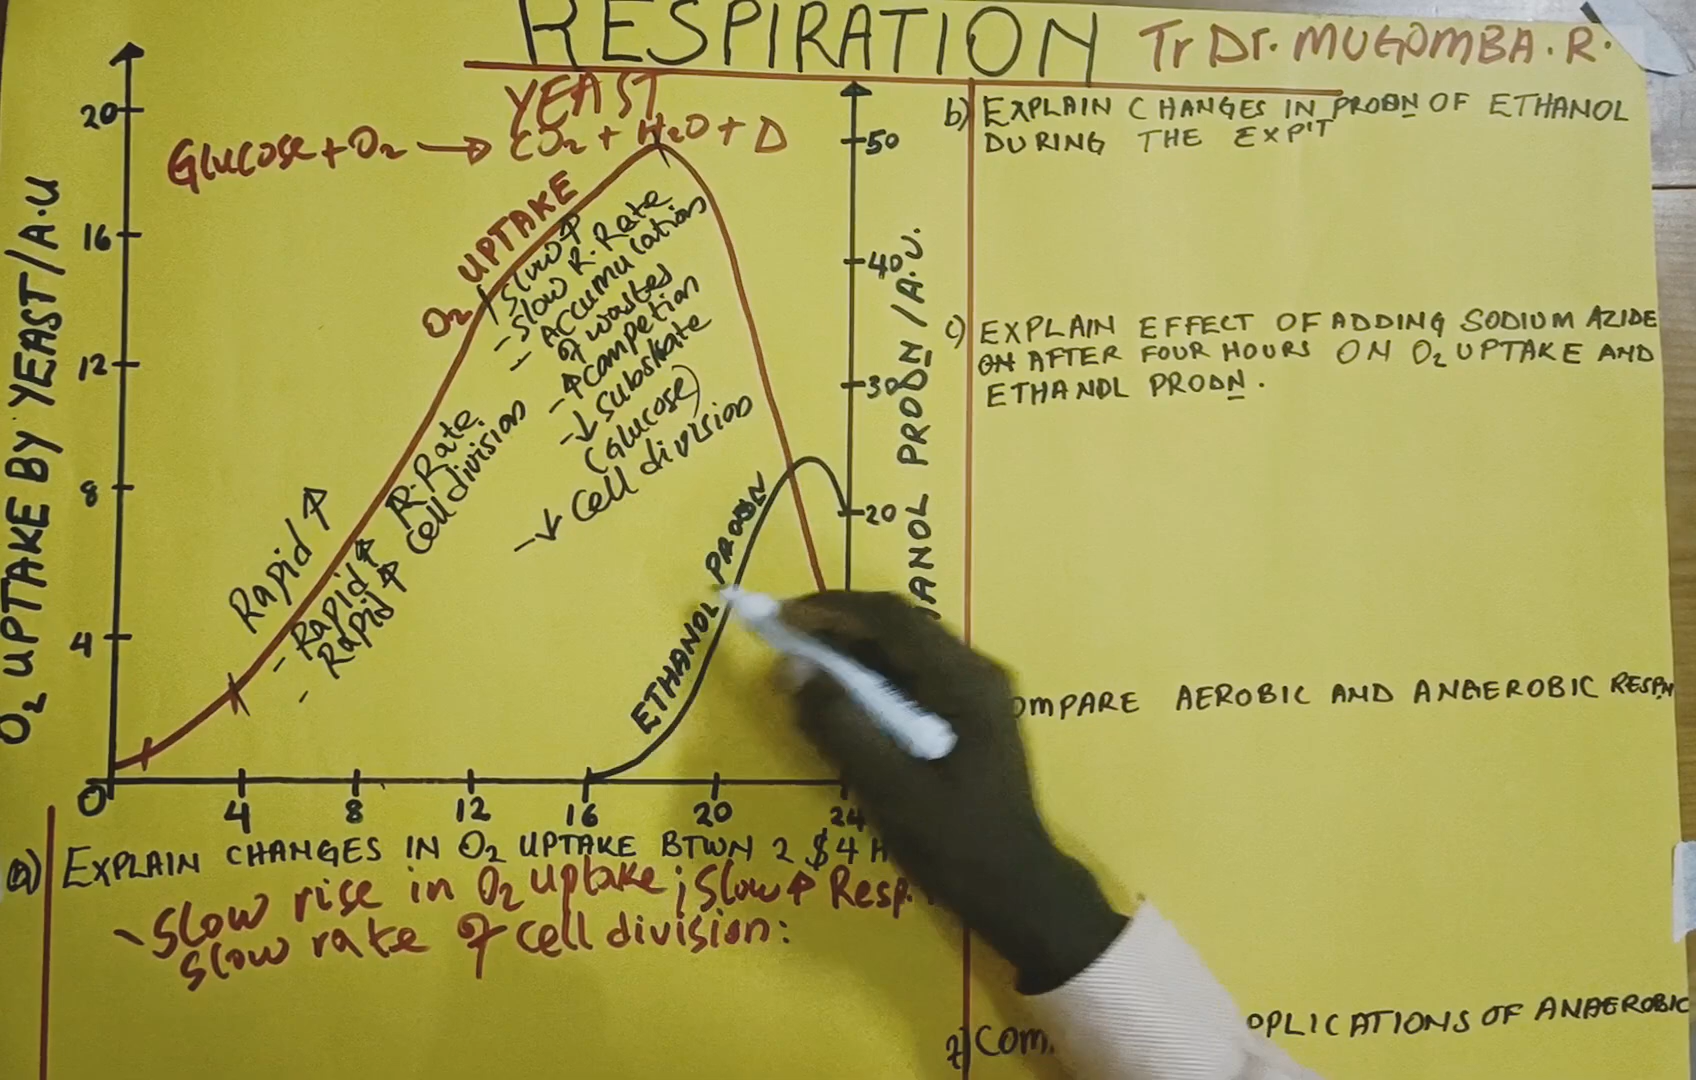 RESPIRATION Tr Dr. MUGOMBA. R.
YEAST
Glucose + O₂ → CO₂ + H₂O + D
O₂ UPTAKE BY YEAST/A.U
20
16
12
8
4
0
4 8 12 16 20 24
50
40
30
20
ANOL PRODN/A.U.
O₂ UPTAKE
Slow ↑
- Slow R. Rate
- Accumulation
of wastes
- ↑ competion
- ↓ substrate
(Glucose)
- ↓ Cell division
Rapid ↑
- Rapid ↑ R. Rate.
- Rapid ↑ cell division
ETHANOL PRODN
a) EXPLAIN CHANGES IN O₂ UPTAKE BTWN 2 $ 4 H
- Slow rise in O₂ uptake; Slow ↑ Resp.
Slow rate of cell division:
b) EXPLAIN CHANGES IN PRODN OF ETHANOL
DURING THE EXP'T
c) EXPLAIN EFFECT OF ADDING SODIUM AZIDE
AFTER FOUR HOURS ON O₂ UPTAKE AND
ETHANOL PRODN.
OMPARE AEROBIC AND ANAEROBIC RESPN
Com. PPLICATIONS OF ANAEROBIC